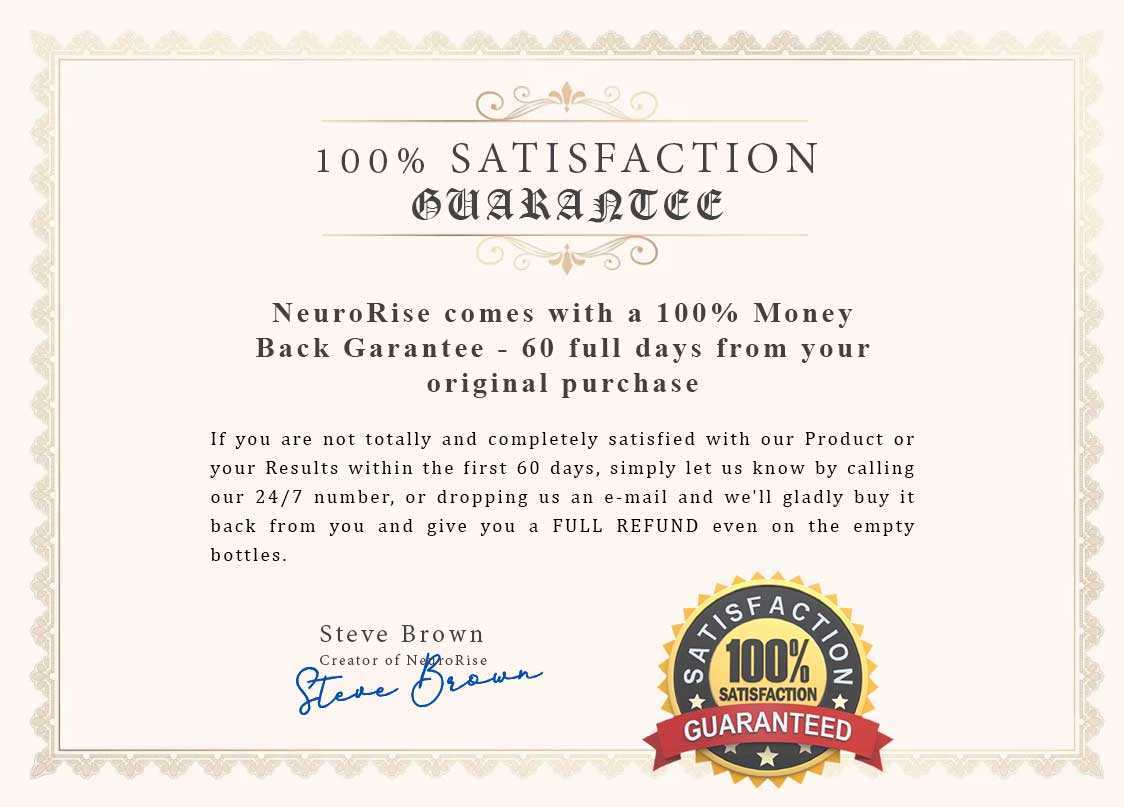 100% SATISFACTION
GUARANTEE
NeuroRise comes with a 100% Money
Back Garantee - 60 full days from your
original purchase
If you are not totally and completely satisfied with our Product or
your Results within the first 60 days, simply let us know by calling
our 24/7 number, or dropping us an e-mail and we'll gladly buy it
back from you and give you a FULL REFUND even on the empty
bottles.
Steve Brown
Creator of NeuroRise
Steve Brown
SATISFACTION
100%
SATISFACTION
GUARANTEED